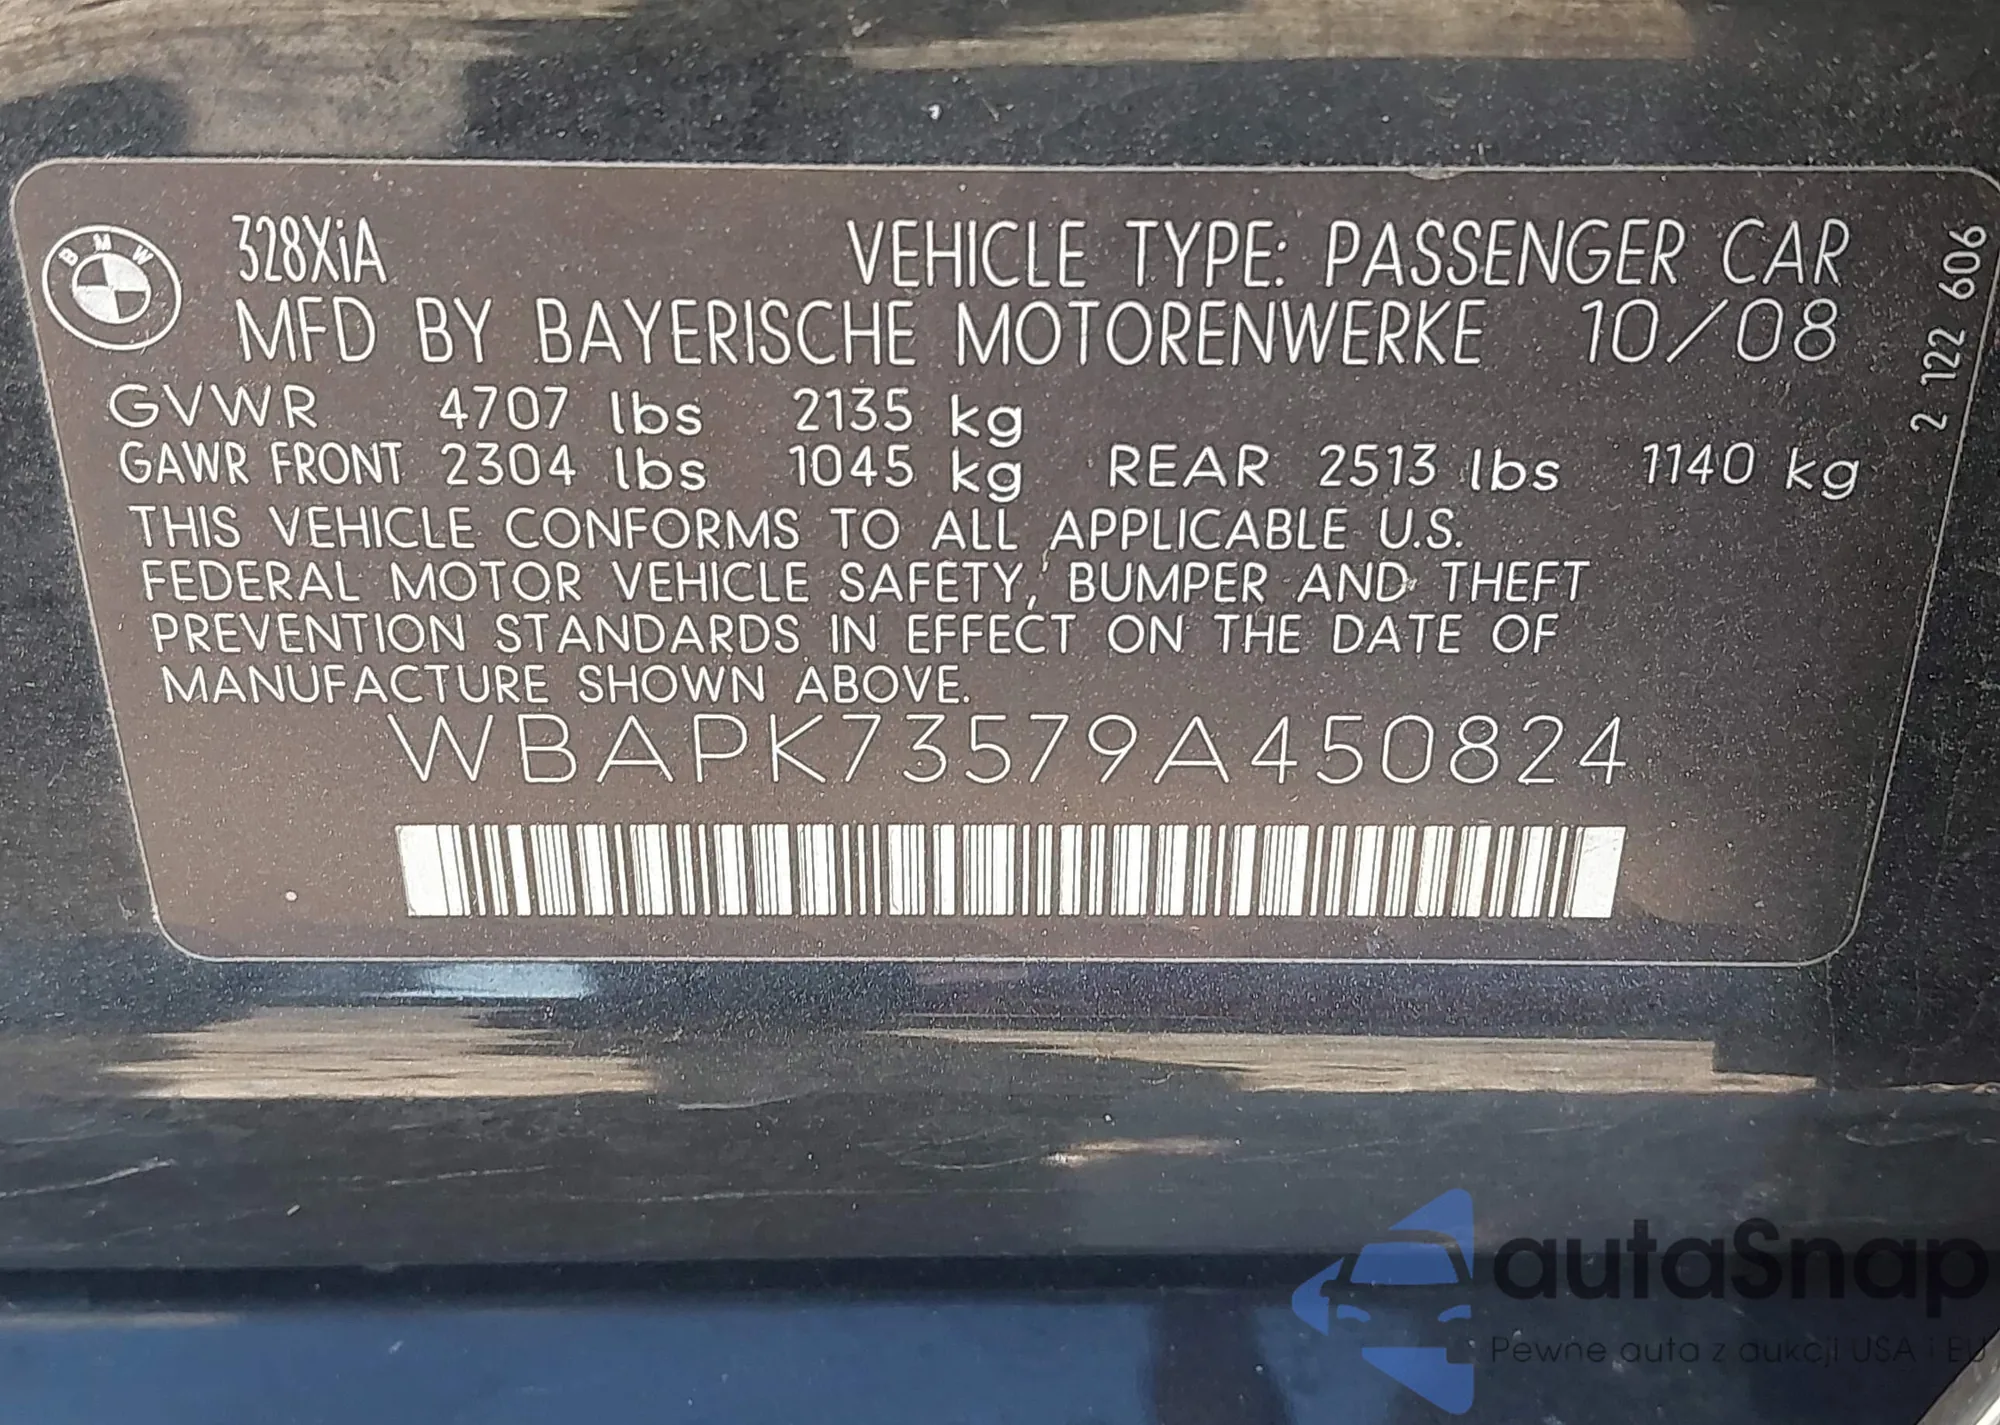 BMW
328XiA VEHICLE TYPE: PASSENGER CAR
MFD BY BAYERISCHE MOTORENWERKE 10/08
GVWR 4707 lbs 2135 kg
GAWR FRONT 2304 lbs 1045 kg REAR 2513 lbs 1140 kg
THIS VEHICLE CONFORMS TO ALL APPLICABLE U.S.
FEDERAL MOTOR VEHICLE SAFETY, BUMPER AND THEFT
PREVENTION STANDARDS IN EFFECT ON THE DATE OF
MANUFACTURE SHOWN ABOVE.
WBAPK73579A450824
2 122 606
autaSnap
Pewne auta z aukcji USA i EU